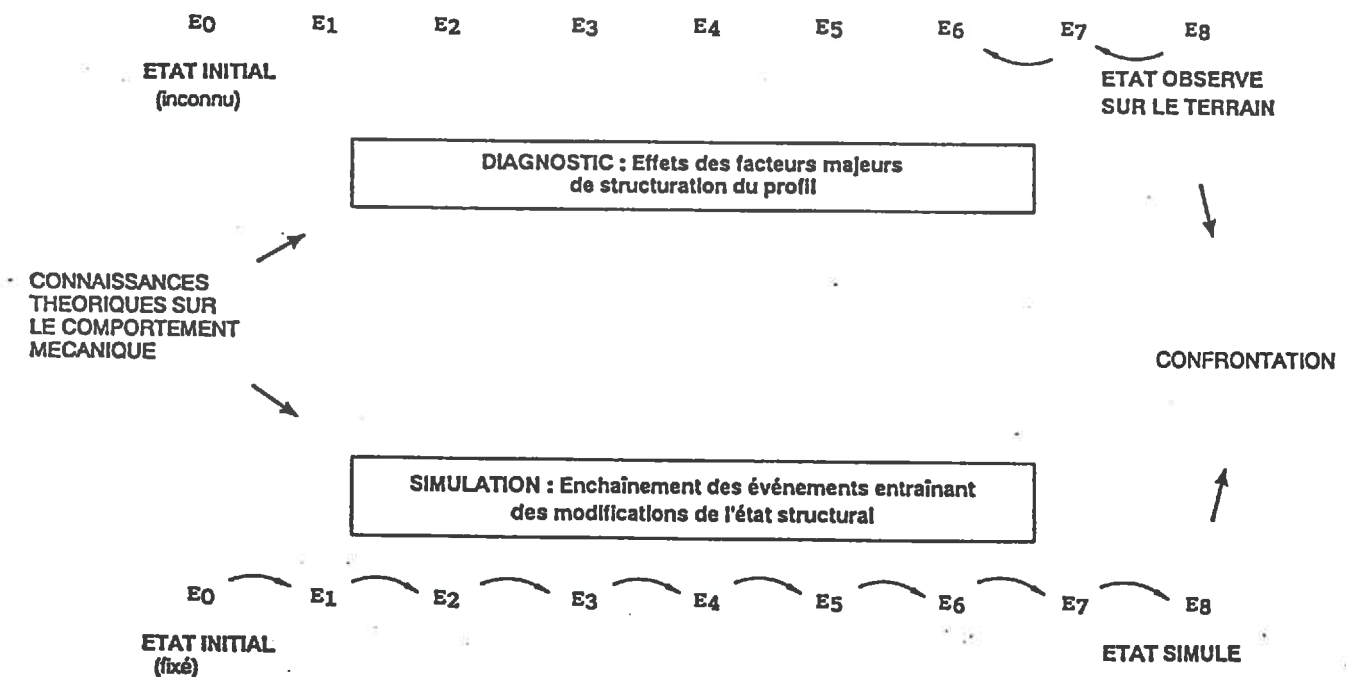 E0 E1 E2 E3 E4 E5 E6 E7 E8
ETAT INITIAL
(inconnu)
ETAT OBSERVE
SUR LE TERRAIN
DIAGNOSTIC : Effets des facteurs majeurs
de structuration du profil
CONNAISSANCES
THEORIQUES SUR
LE COMPORTEMENT
MECANIQUE
CONFRONTATION
SIMULATION : Enchaînement des événements entraînant
des modifications de l'état structural
E0 E1 E2 E3 E4 E5 E6 E7 E8
ETAT INITIAL
(fixé)
ETAT SIMULE